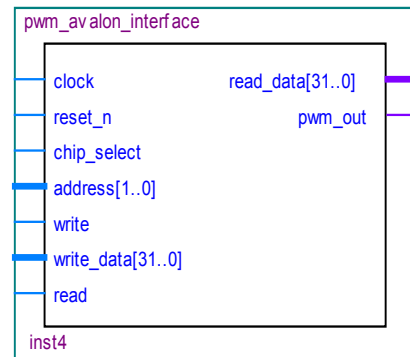 pwm_avalon_interface
clock read_data[31..0]
reset_n pwm_out
chip_select
address[1..0]
write
write_data[31..0]
read
inst4